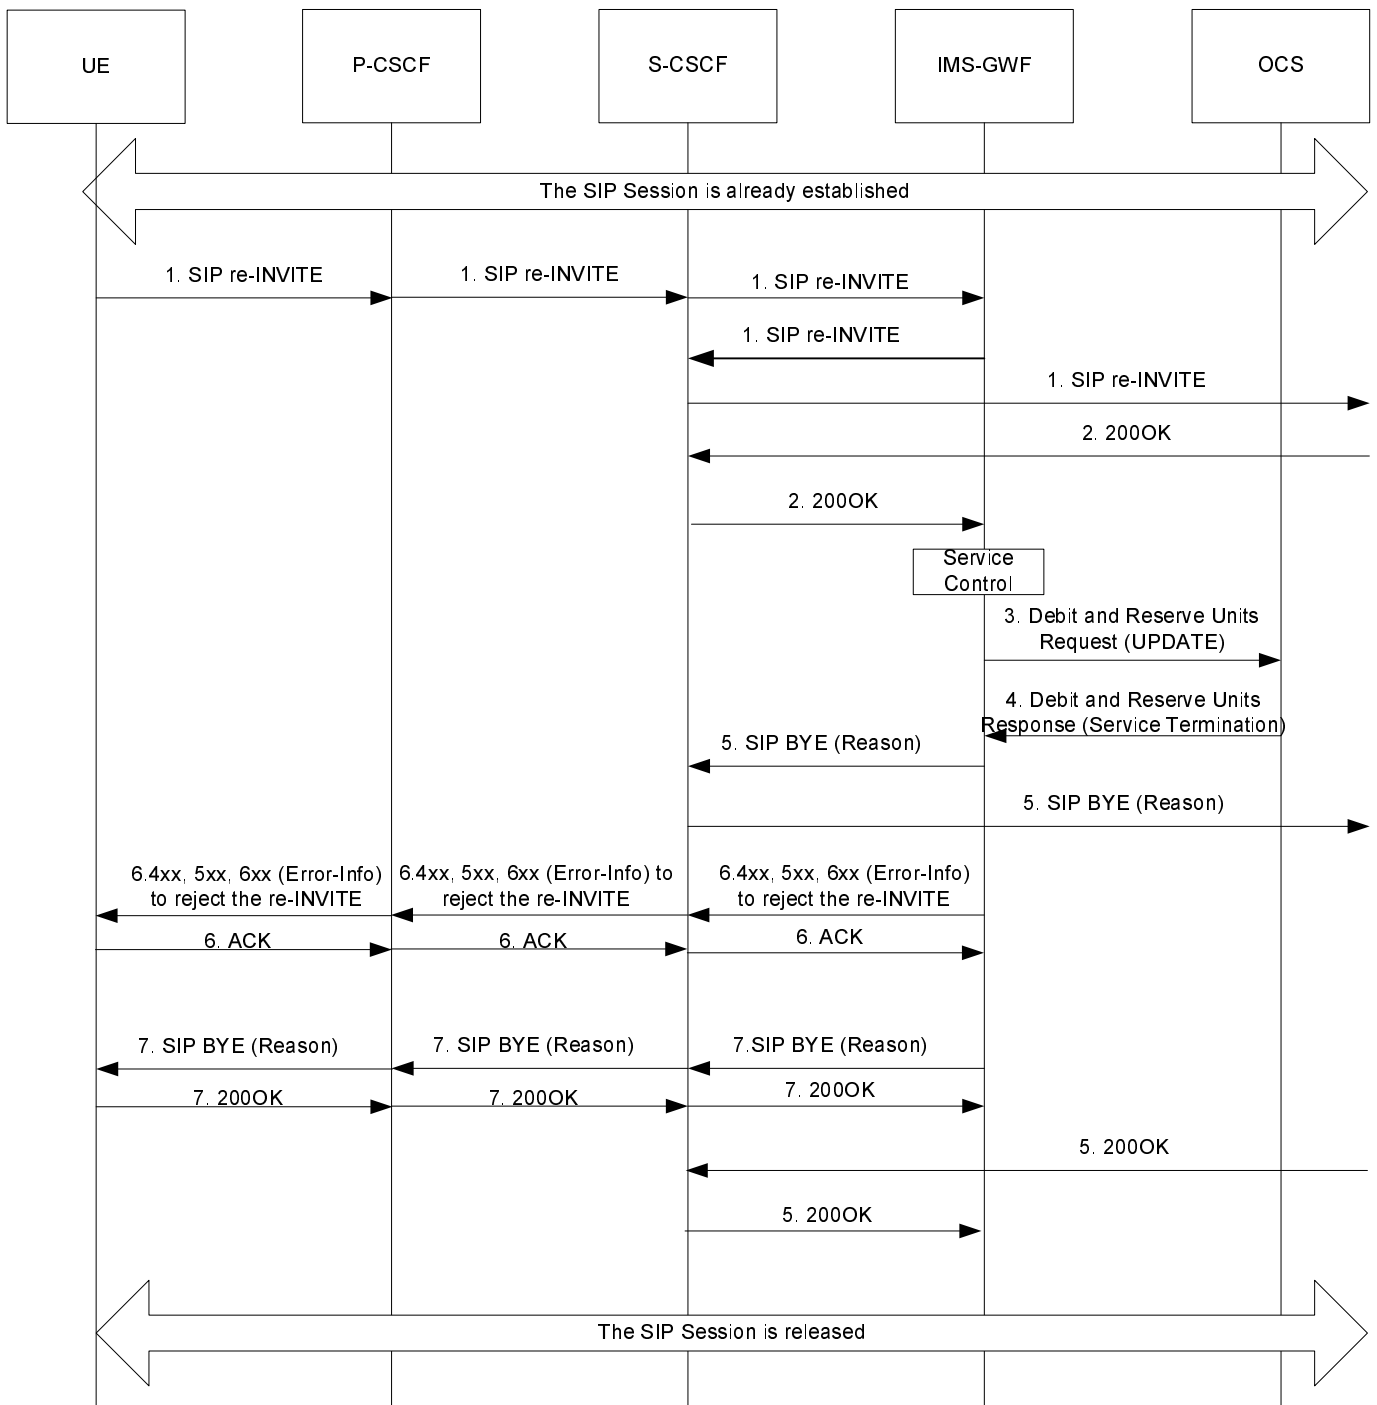 UE
P-CSCF
S-CSCF
IMS-GWF
OCS
The SIP Session is already established
1. SIP re-INVITE
1. SIP re-INVITE
1. SIP re-INVITE
1. SIP re-INVITE
1. SIP re-INVITE
2. 200OK
2. 200OK
Service
Control
3. Debit and Reserve Units
Request (UPDATE)
4. Debit and Reserve Units
Response (Service Termination)
5. SIP BYE (Reason)
5. SIP BYE (Reason)
6.4xx, 5xx, 6xx (Error-Info)
to reject the re-INVITE
6.4xx, 5xx, 6xx (Error-Info) to
reject the re-INVITE
6.4xx, 5xx, 6xx (Error-Info)
to reject the re-INVITE
6. ACK
6. ACK
6. ACK
7. SIP BYE (Reason)
7. SIP BYE (Reason)
7.SIP BYE (Reason)
7. 200OK
7. 200OK
7. 200OK
5. 200OK
5. 200OK
The SIP Session is released